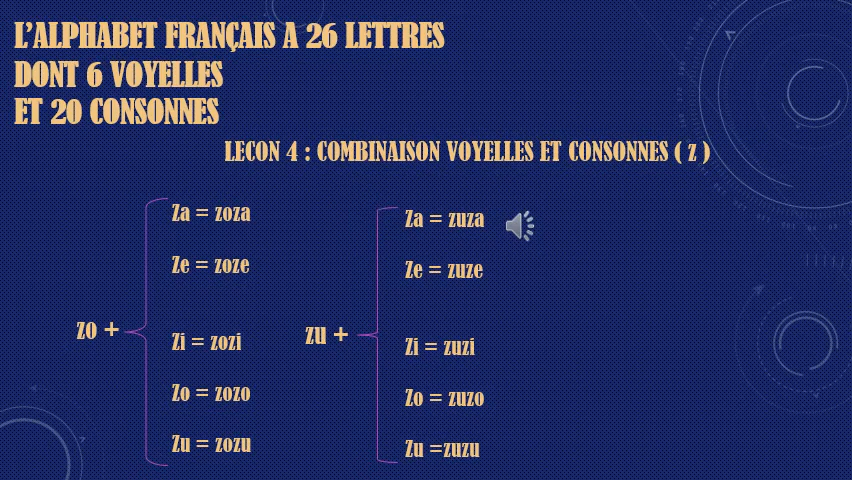 L'ALPHABET FRANÇAIS A 26 LETTRES
DONT 6 VOYELLES
ET 20 CONSONNES
LECON 4 : COMBINAISON VOYELLES ET CONSONNES ( Z )
zo +
Za = zoza
Ze = zoze
Zi = zozi
Zo = zozo
Zu = zozu
zu +
Za = zuza
Ze = zuze
Zi = zuzi
Zo = zuzo
Zu =zuzu